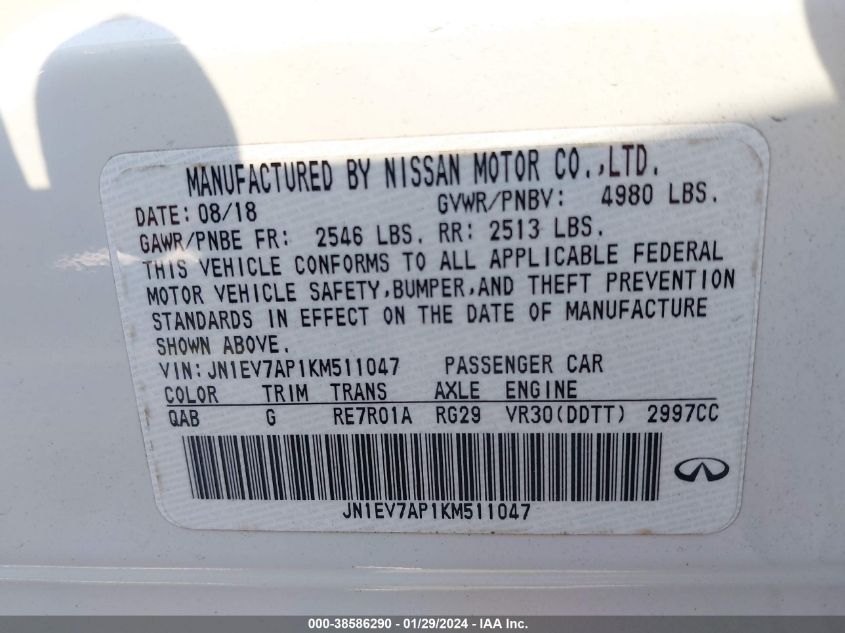 MANUFACTURED BY NISSAN MOTOR CO.,LTD.
DATE: 08/18 GVWR/PNBV: 4980 LBS.
GAWR/PNBE FR: 2546 LBS. RR: 2513 LBS.
THIS VEHICLE CONFORMS TO ALL APPLICABLE FEDERAL
MOTOR VEHICLE SAFETY,BUMPER,AND THEFT PREVENTION
STANDARDS IN EFFECT ON THE DATE OF MANUFACTURE
SHOWN ABOVE.
VIN: JN1EV7AP1KM511047 PASSENGER CAR
COLOR TRIM TRANS AXLE ENGINE
QAB G RE7R01A RG29 VR30(DDTT) 2997CC
JN1EV7AP1KM511047
000-38586290 - 01/29/2024 - IAA Inc.